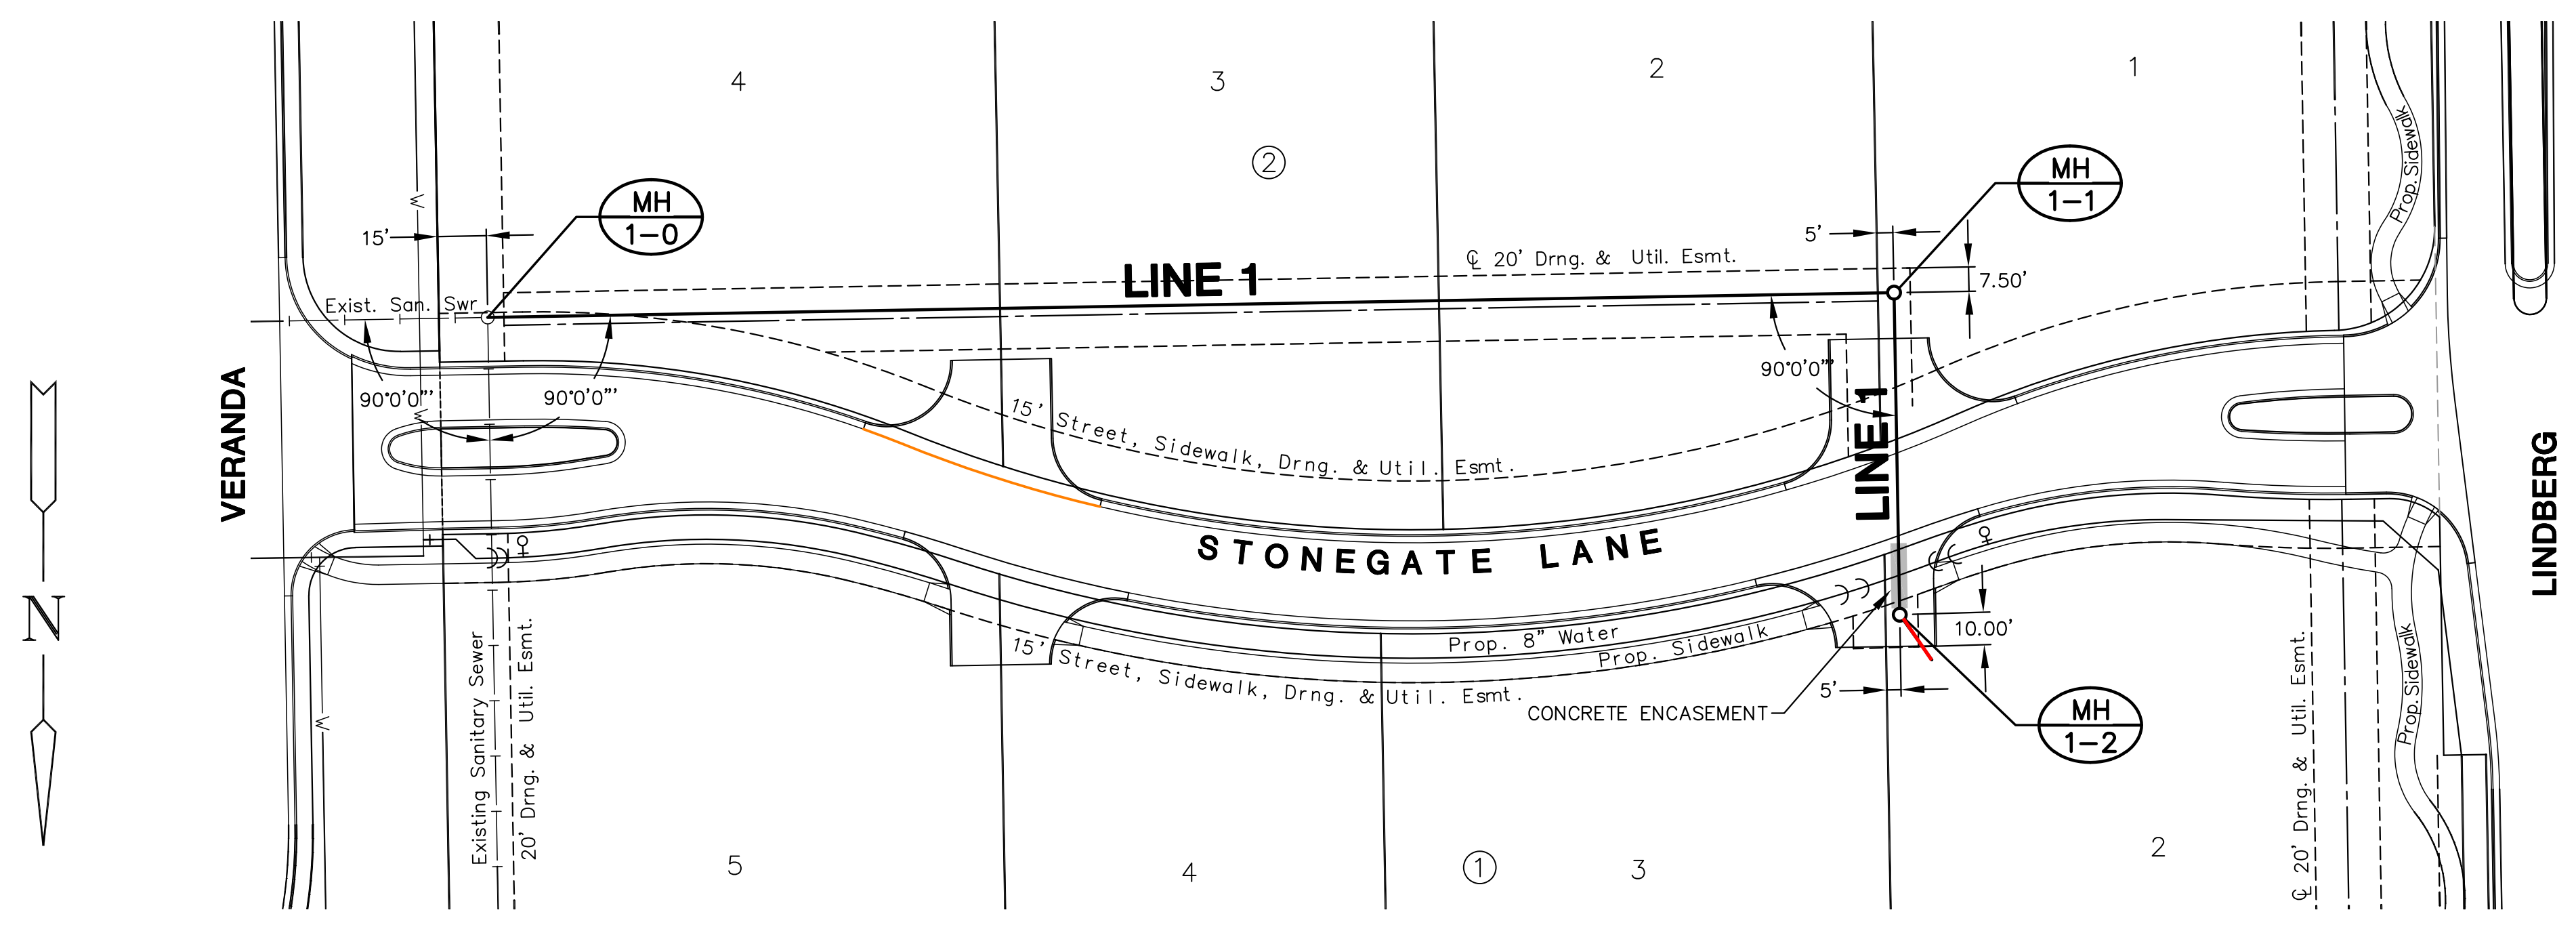 4
3
2
1
Prop. Sidewalk
2
MH
1-0
MH
1-1
15'
5'
LINE 1
℄ 20' Drng. & Util. Esmt.
7.50'
Exist. San. Swr
VERANDA
90°0'0"'
90°0'0"'
90°0'0"'
W
W
15' Street, Sidewalk, Drng. & Util. Esmt.
LINE 1
LINDBERG
STONEGATE LANE
N
Existing Sanitary Sewer
20' Drng. & Util. Esmt.
W
Prop. 8" Water
Prop. Sidewalk
10.00'
15' Street, Sidewalk, Drng. & Util. Esmt.
5'
CONCRETE ENCASEMENT
MH
1-2
℄ 20' Drng. & Util. Esmt.
Prop. Sidewalk
5
4
1
3
2